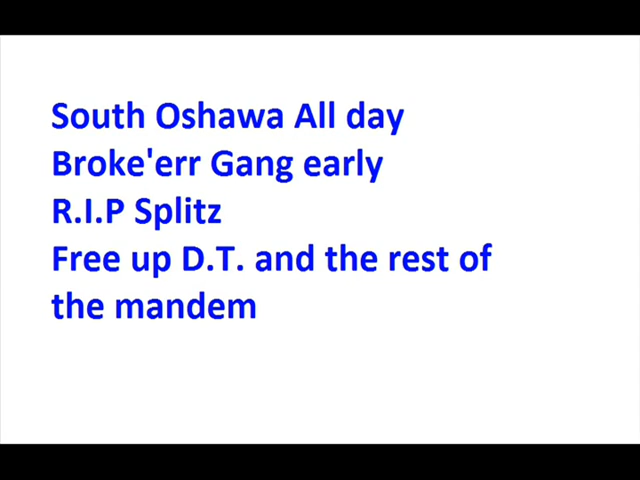 South Oshawa All day
Broke'err Gang early
R.I.P Splitz
Free up D.T. and the rest of
the mandem